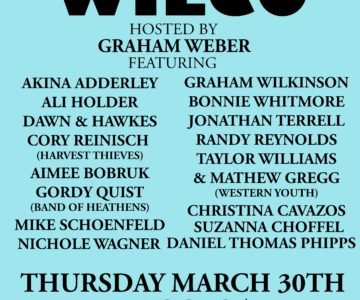 WILCO
HOSTED BY
GRAHAM WEBER
FEATURING
AKINA ADDERLEY
ALI HOLDER
DAWN & HAWKES
CORY REINISCH
(HARVEST THIEVES)
AIMEE BOBRUK
GORDY QUIST
(BAND OF HEATHENS)
MIKE SCHOENFELD
NICHOLE WAGNER
GRAHAM WILKINSON
BONNIE WHITMORE
JONATHAN TERRELL
RANDY REYNOLDS
TAYLOR WILLIAMS
& MATHEW GREGG
(WESTERN YOUTH)
CHRISTINA CAVAZOS
SUZANNA CHOFFEL
DANIEL THOMAS PHIPPS
THURSDAY MARCH 30TH